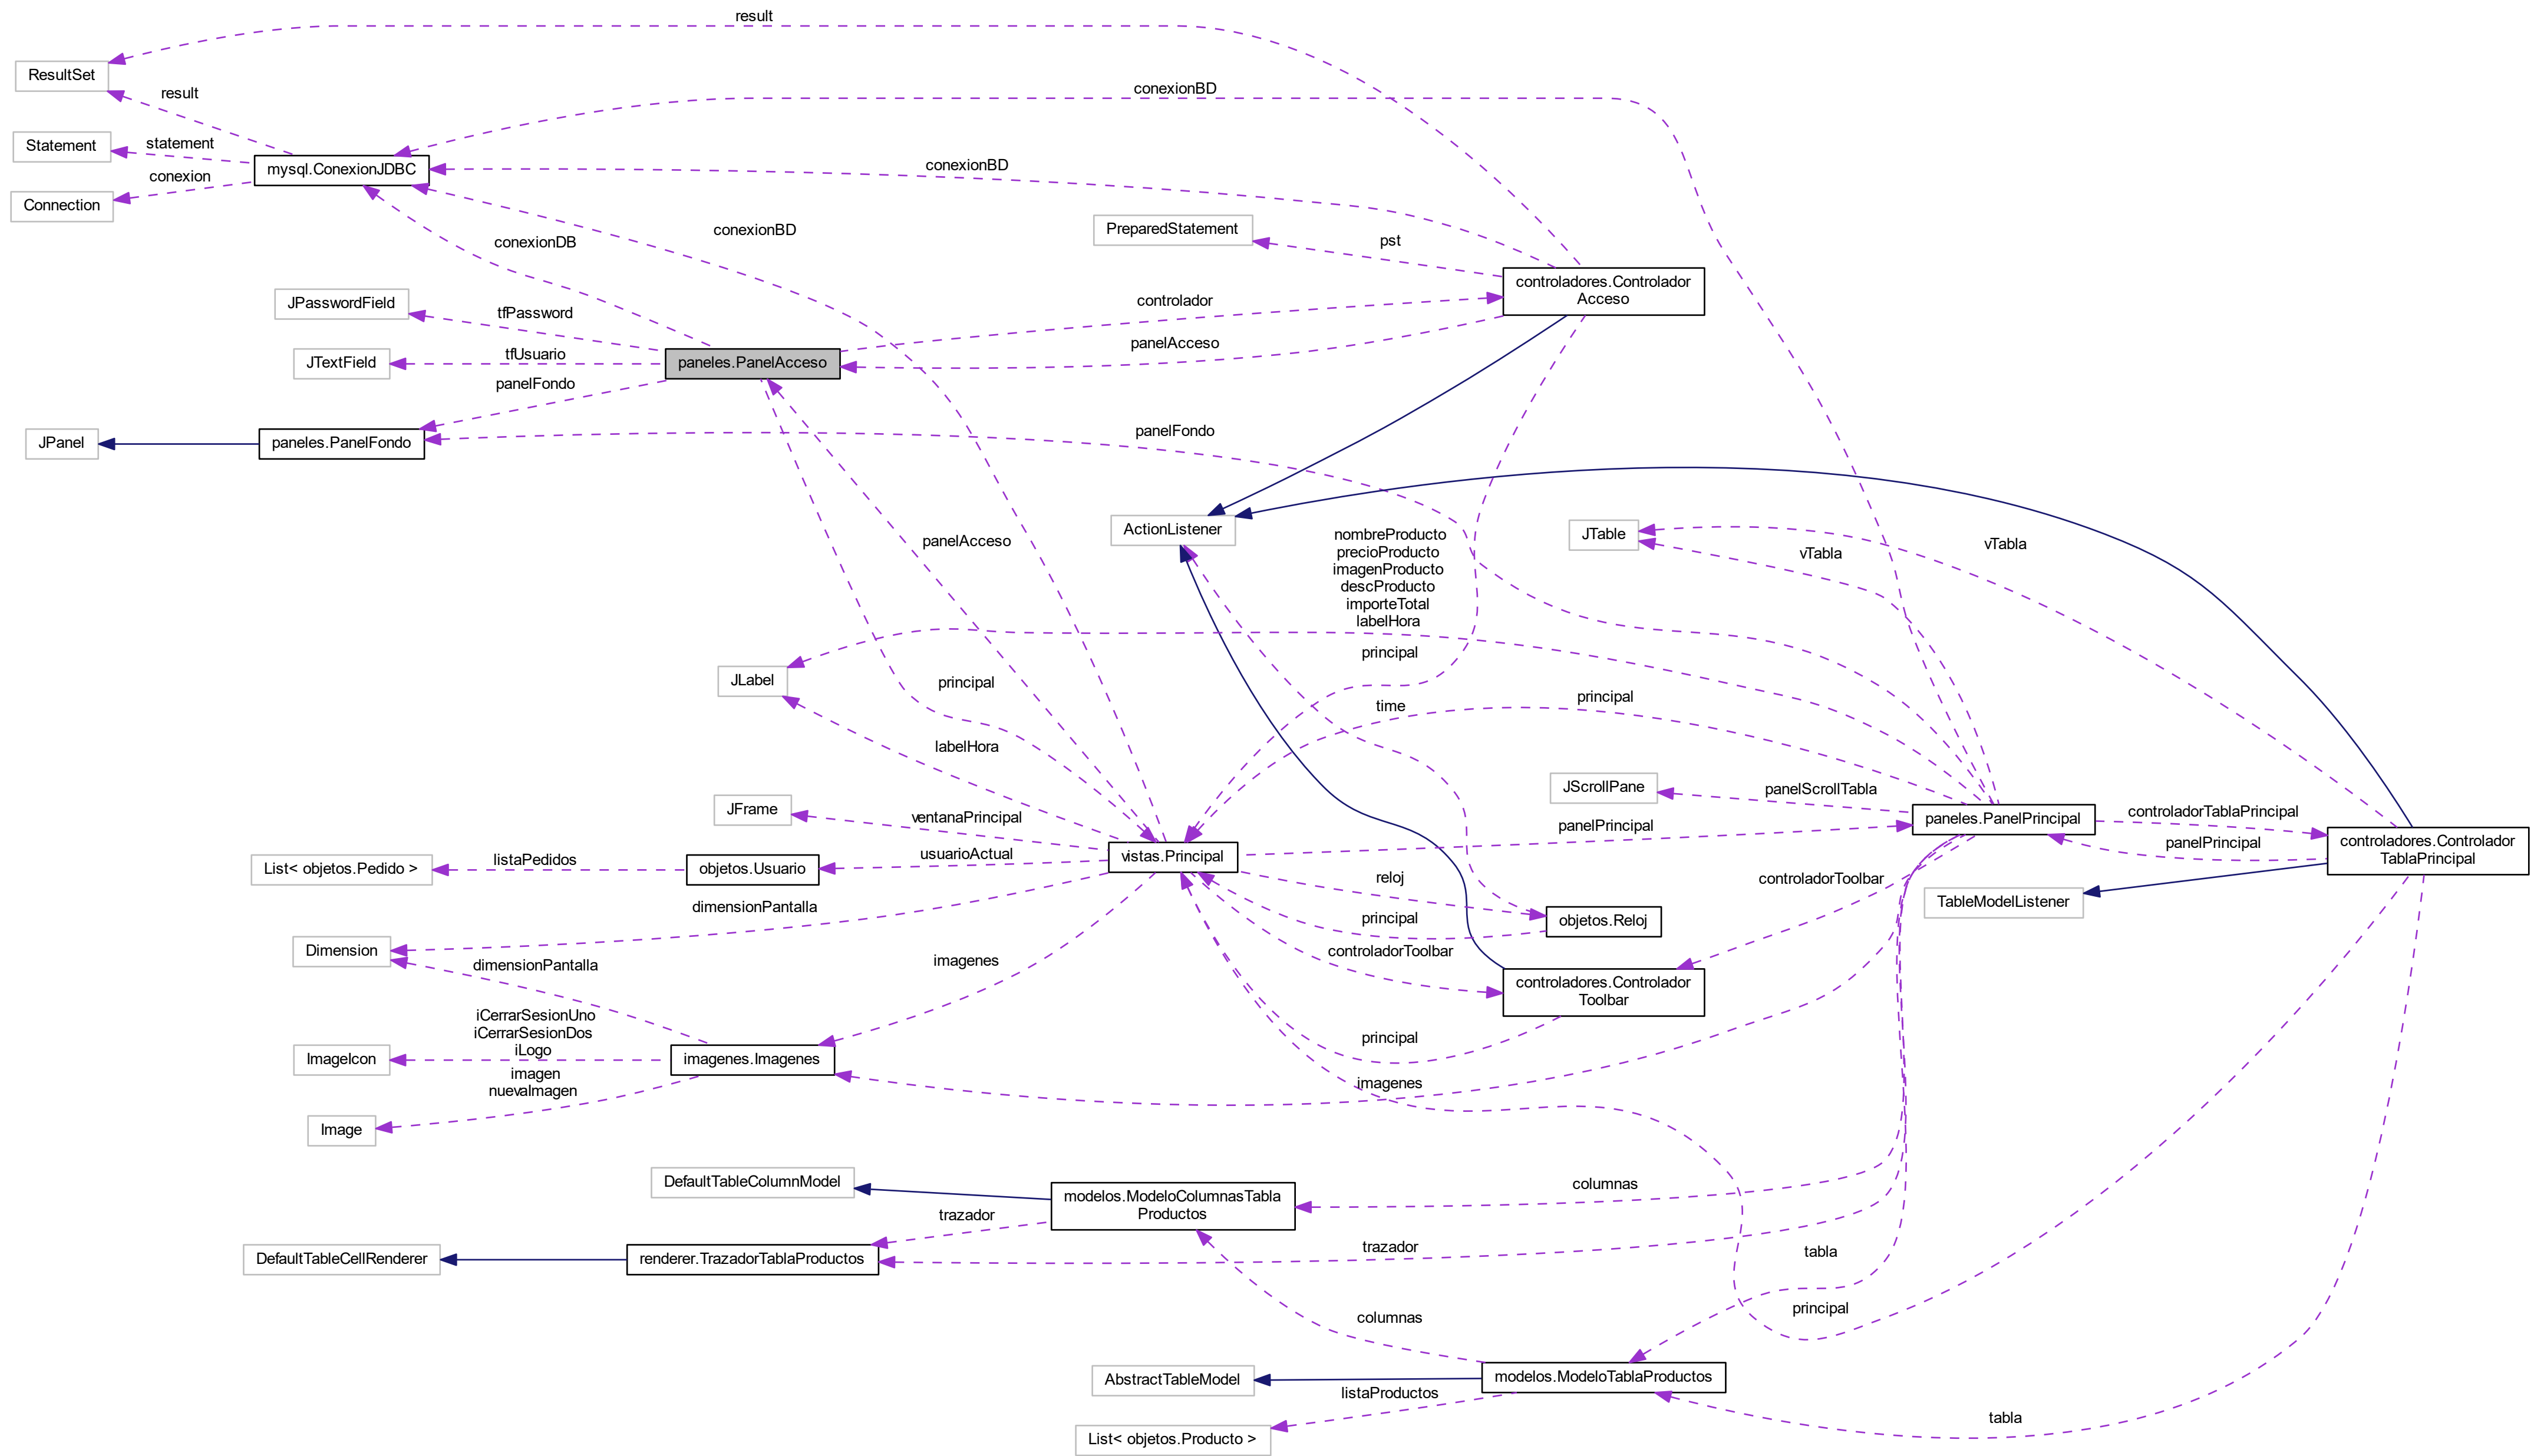 result
ResultSet
conexionBD
result
Statement
statement
mysql.ConexionJDBC
conexionBD
conexion
Connection
PreparedStatement
pst
conexionDB
conexionBD
controladores.Controlador
Acceso
JPasswordField
tfPassword
controlador
panelAcceso
JTextField
tfUsuario
paneles.PanelAcceso
panelFondo
JPanel
paneles.PanelFondo
panelFondo
ActionListener
JTable
vTabla
vTabla
panelAcceso
nombreProducto
precioProducto
imagenProducto
descProducto
importeTotal
labelHora
principal
JLabel
principal
principal
time
labelHora
JScrollPane
panelScrollTabla
JFrame
ventanaPrincipal
paneles.PanelPrincipal
controladorTablaPrincipal
panelPrincipal
panelPrincipal
controladores.Controlador
TablaPrincipal
List< objetos.Pedido >
listaPedidos
objetos.Usuario
usuarioActual
vistas.Principal
reloj
controladorToolbar
TableModelListener
dimensionPantalla
principal
objetos.Reloj
Dimension
dimensionPantalla
imagenes
controladorToolbar
controladores.Controlador
Toolbar
iCerrarSesionUno
iCerrarSesionDos
iLogo
ImageIcon
imagenes.Imagenes
principal
imagen
nuevaImagen
imagenes
Image
DefaultTableColumnModel
modelos.ModeloColumnasTabla
Productos
columnas
trazador
DefaultTableCellRenderer
renderer.TrazadorTablaProductos
trazador
tabla
columnas
principal
AbstractTableModel
modelos.ModeloTablaProductos
listaProductos
tabla
List< objetos.Producto >